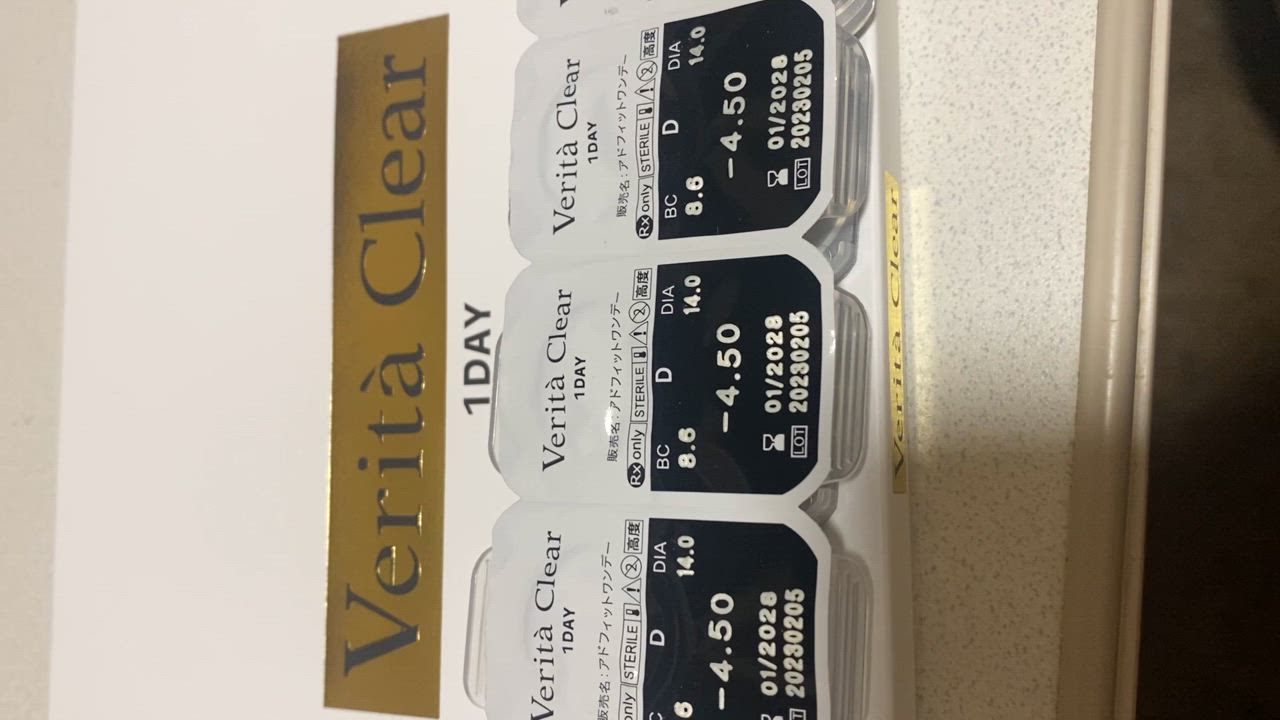 Verità Clear
1DAY
Verità Clear
1DAY
販売名:アドフィットワンデー
only STERILE 高度
D DIA
14.0
-4.50
01/2028
LOT 20230205
Verità Clear
1DAY
販売名:アドフィットワンデー
RX only STERILE 2 高度
BC D DIA
8.6 14.0
-4.50
01/2028
LOT 20230205
Verità Clear
1DAY
販売名:アドフィットワンデー
RX only STERILE 2 高度
BC D DIA
8.6 14.0
-4.50
01/2028
LOT 20230205
Verità Clear